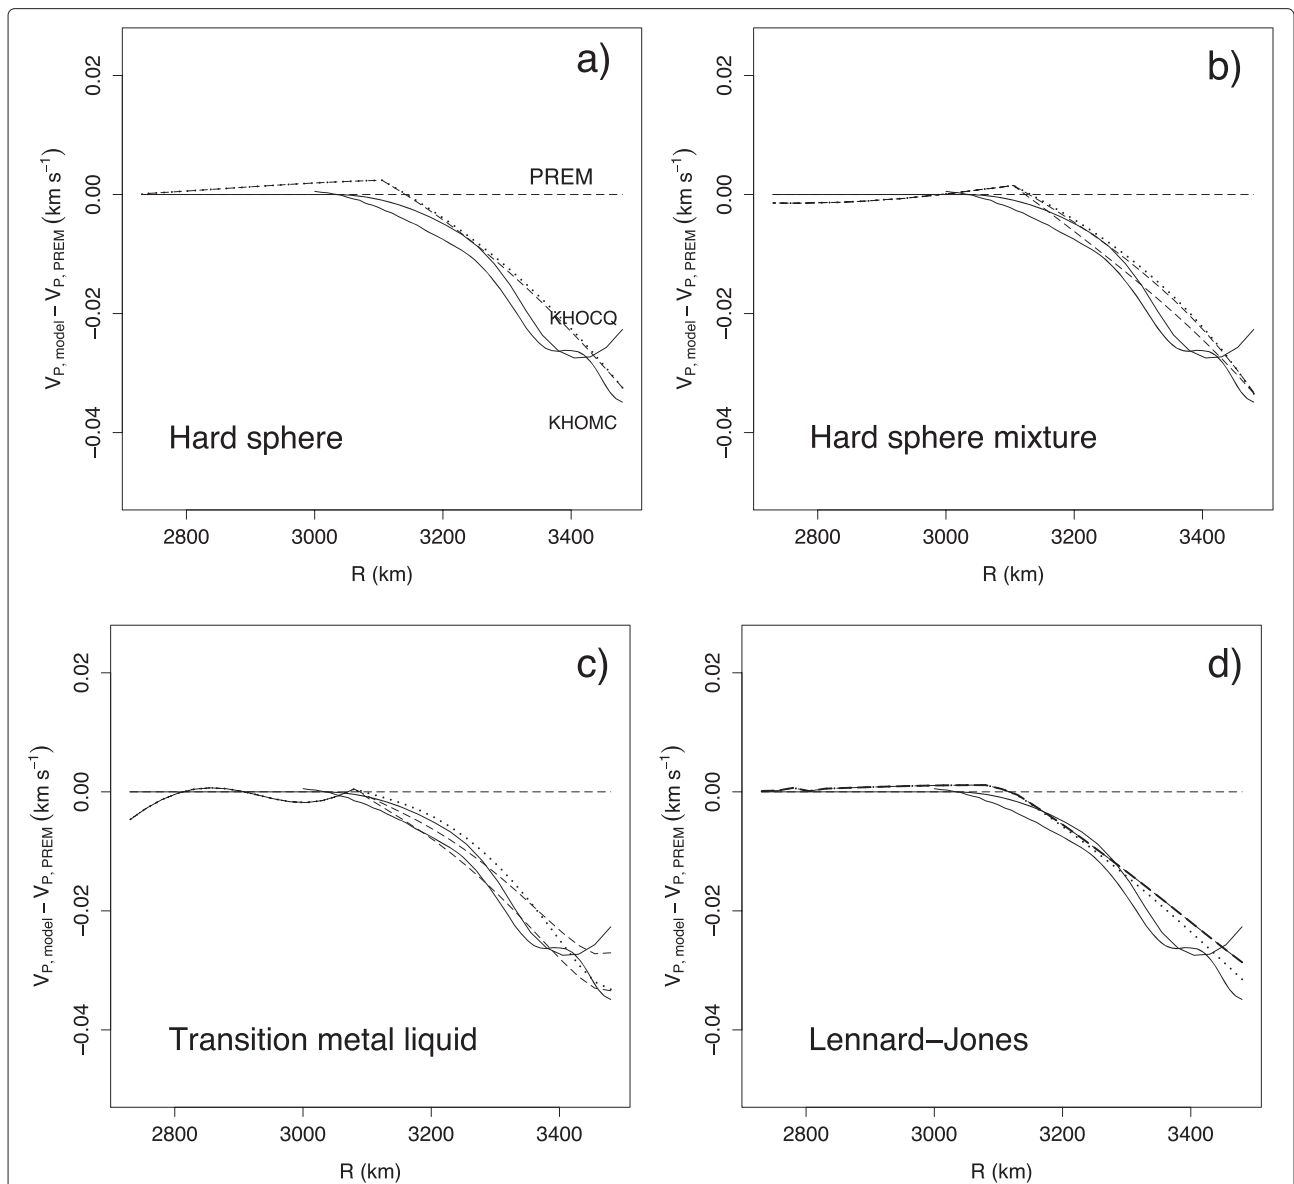 a)
0.02
0.00
−0.02
−0.04
V_P, model − V_P, PREM (km s⁻¹)
PREM
KHOCQ
KHOMC
Hard sphere
2800 3000 3200 3400
R (km)
b)
0.02
0.00
−0.02
−0.04
V_P, model − V_P, PREM (km s⁻¹)
Hard sphere mixture
2800 3000 3200 3400
R (km)
c)
0.02
0.00
−0.02
−0.04
V_P, model − V_P, PREM (km s⁻¹)
Transition metal liquid
2800 3000 3200 3400
R (km)
d)
0.02
0.00
−0.02
−0.04
V_P, model − V_P, PREM (km s⁻¹)
Lennard–Jones
2800 3000 3200 3400
R (km)